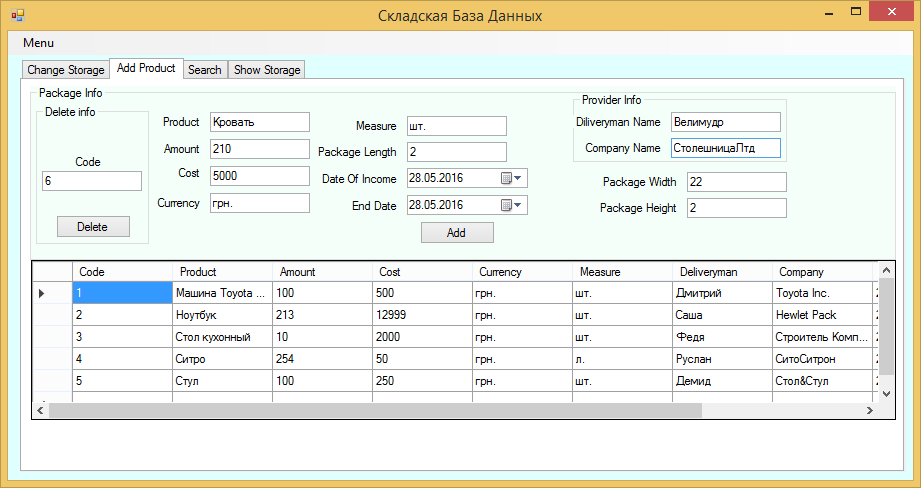 Складская База Данных
Menu
Change Storage Add Product Search Show Storage
Package Info
Delete info
Code
6
Delete
Product Кровать
Amount 210
Cost 5000
Currency грн.
Measure шт.
Package Length 2
Date Of Income 28.05.2016
End Date 28.05.2016
Add
Provider Info
Diliveryman Name Велимудр
Company Name СтолешницаЛтд
Package Width 22
Package Height 2
Code Product Amount Cost Currency Measure Deliveryman Company
1 Машина Toyota ... 100 500 грн. шт. Дмитрий Toyota Inc.
2 Ноутбук 213 12999 грн. шт. Саша Hewlet Pack
3 Стол кухонный 10 2000 грн. шт. Федя Строитель Комп...
4 Ситро 254 50 грн. л. Руслан СитоСитрон
5 Стул 100 250 грн. шт. Демид Стол&Стул